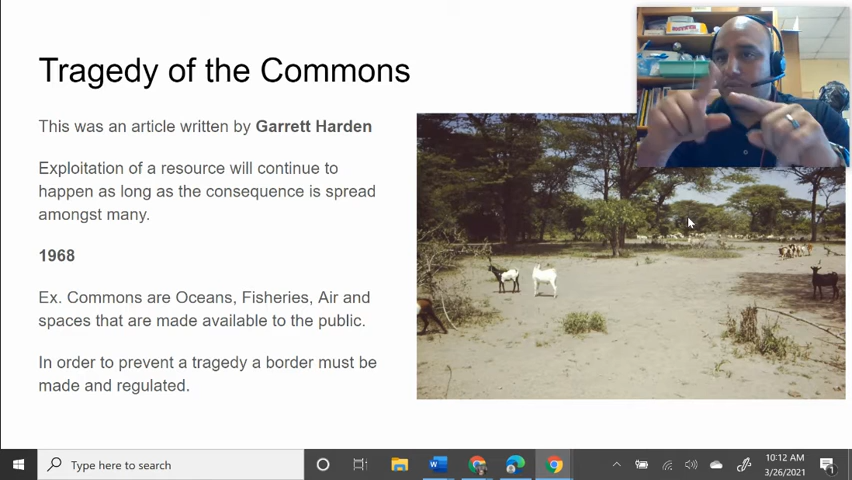 Tragedy of the Commons
This was an article written by Garrett Harden
Exploitation of a resource will continue to
happen as long as the consequence is spread
amongst many.
1968
Ex. Commons are Oceans, Fisheries, Air and
spaces that are made available to the public.
In order to prevent a tragedy a border must be
made and regulated.
Type here to search
10:12 AM
3/26/2021